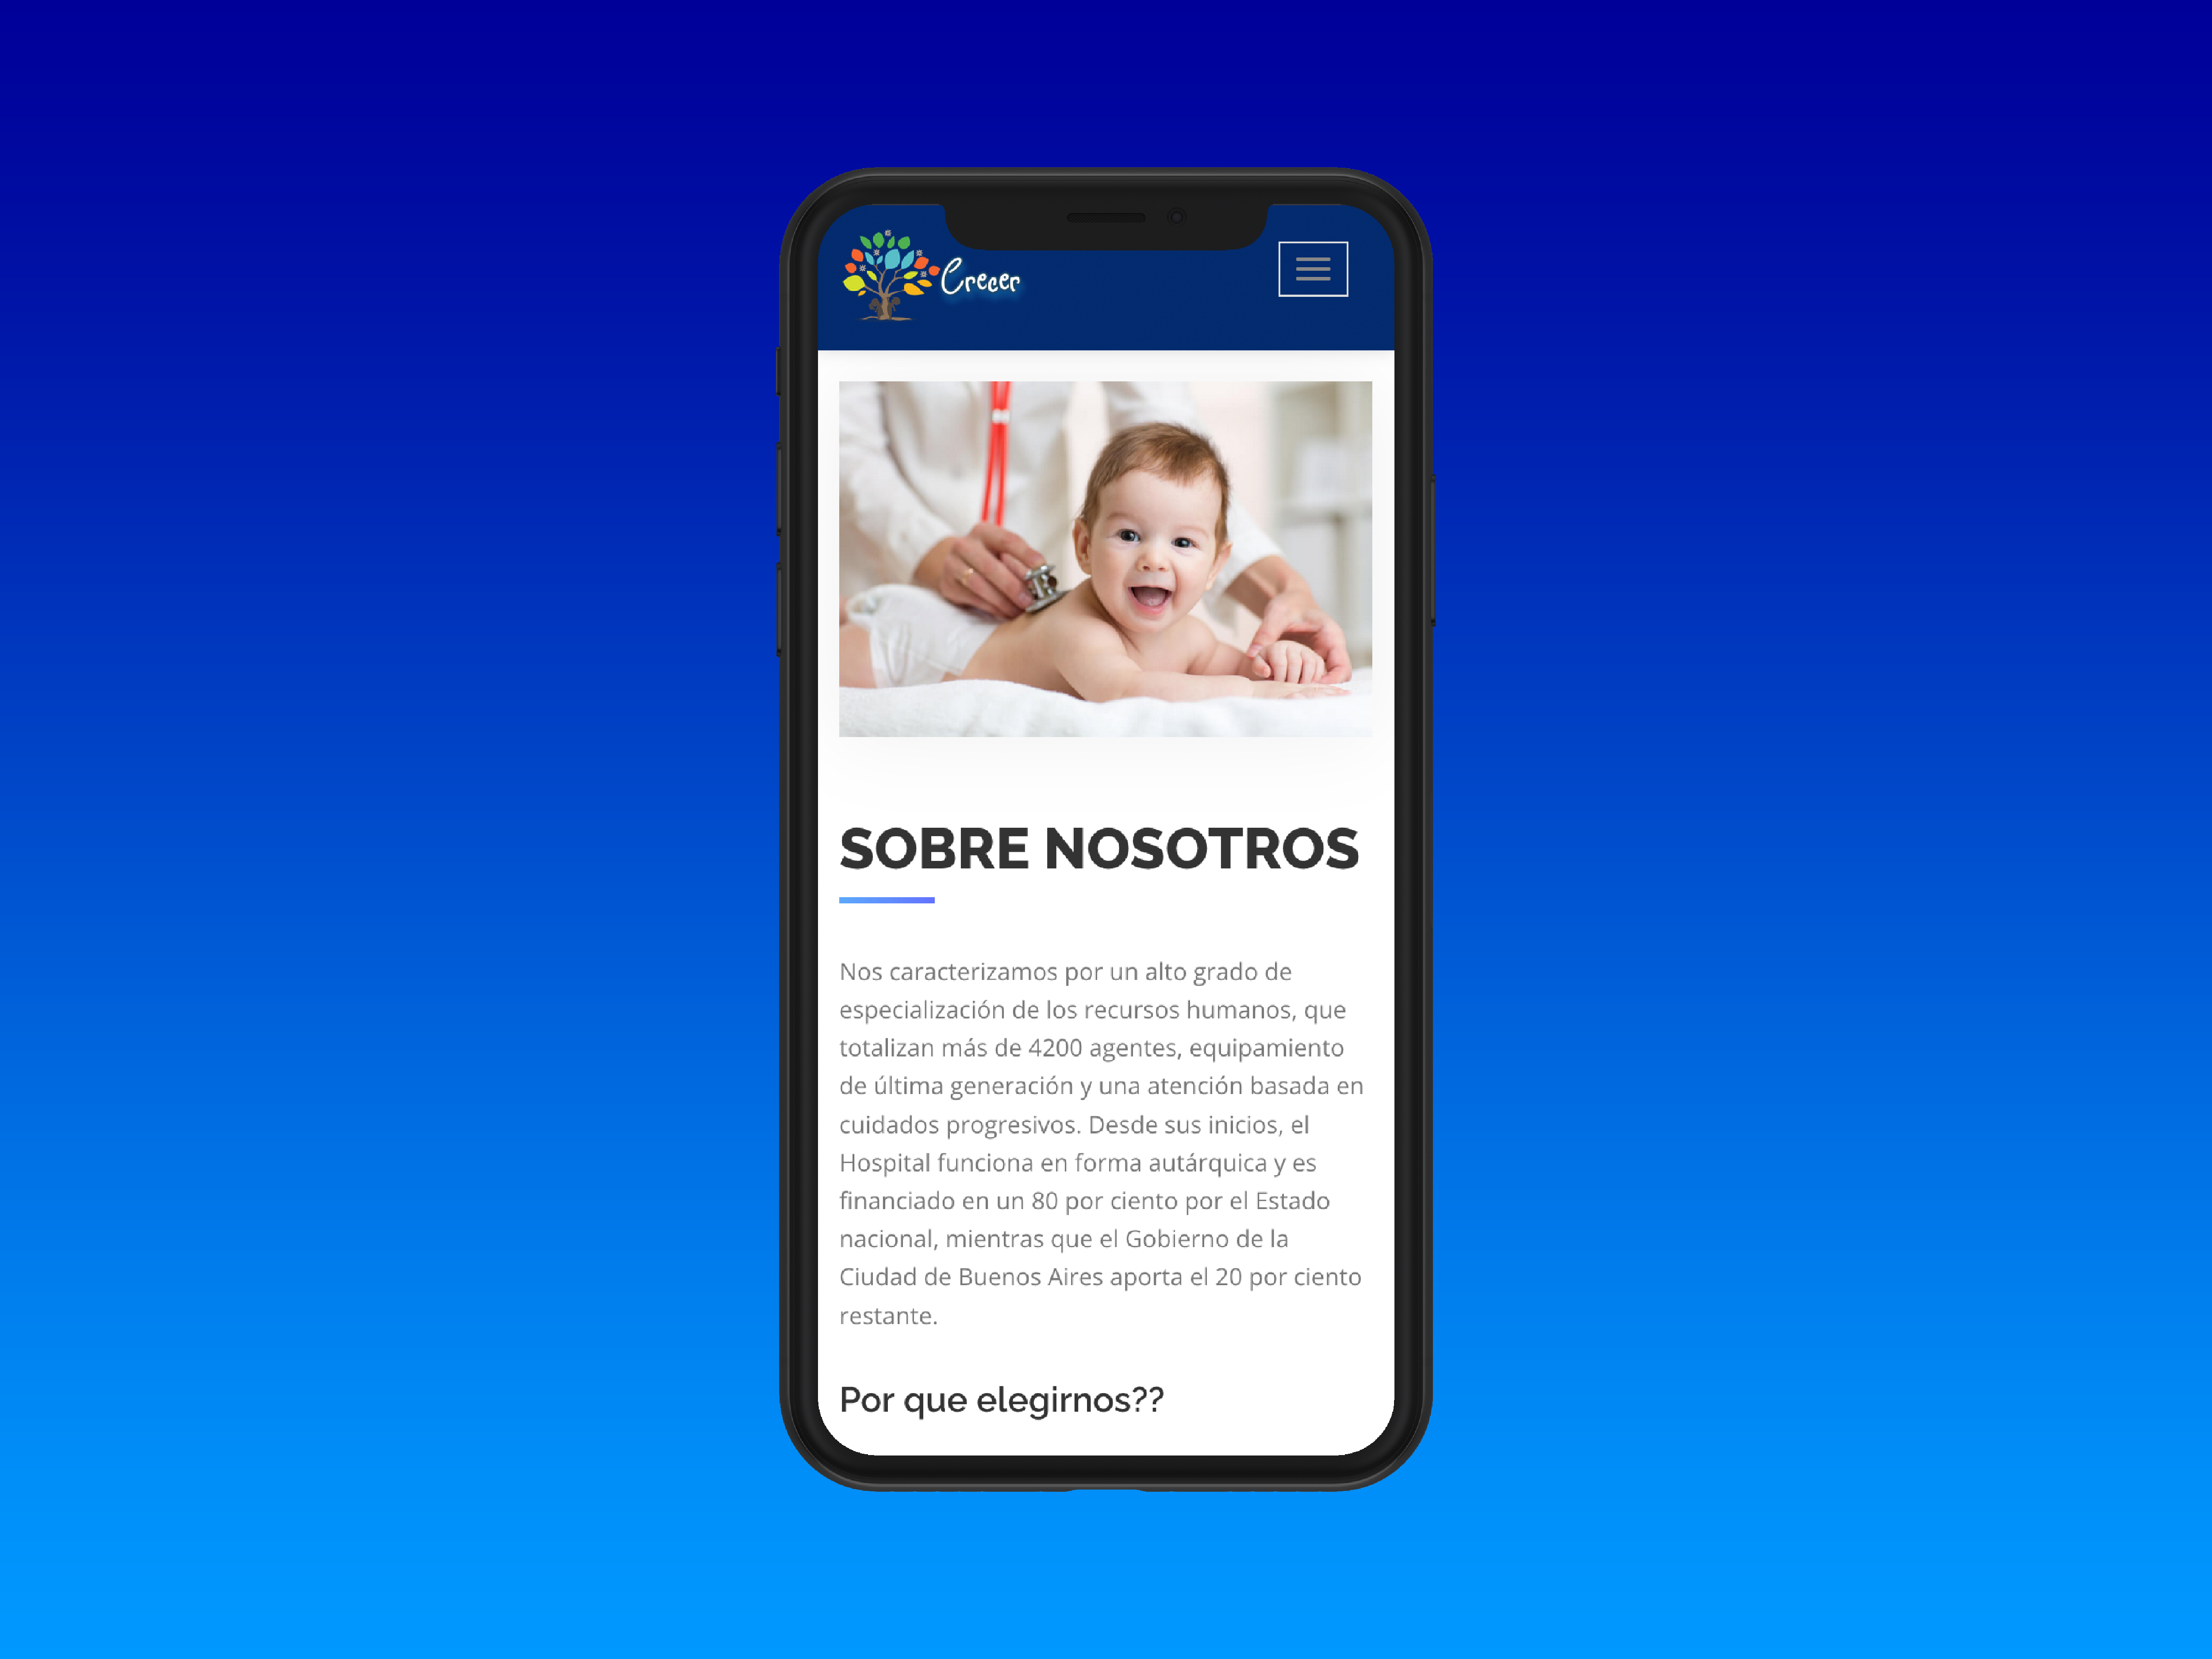 Crecer
SOBRE NOSOTROS
Nos caracterizamos por un alto grado de
especialización de los recursos humanos, que
totalizan más de 4200 agentes, equipamiento
de última generación y una atención basada en
cuidados progresivos. Desde sus inicios, el
Hospital funciona en forma autárquica y es
financiado en un 80 por ciento por el Estado
nacional, mientras que el Gobierno de la
Ciudad de Buenos Aires aporta el 20 por ciento
restante.
Por que elegirnos??